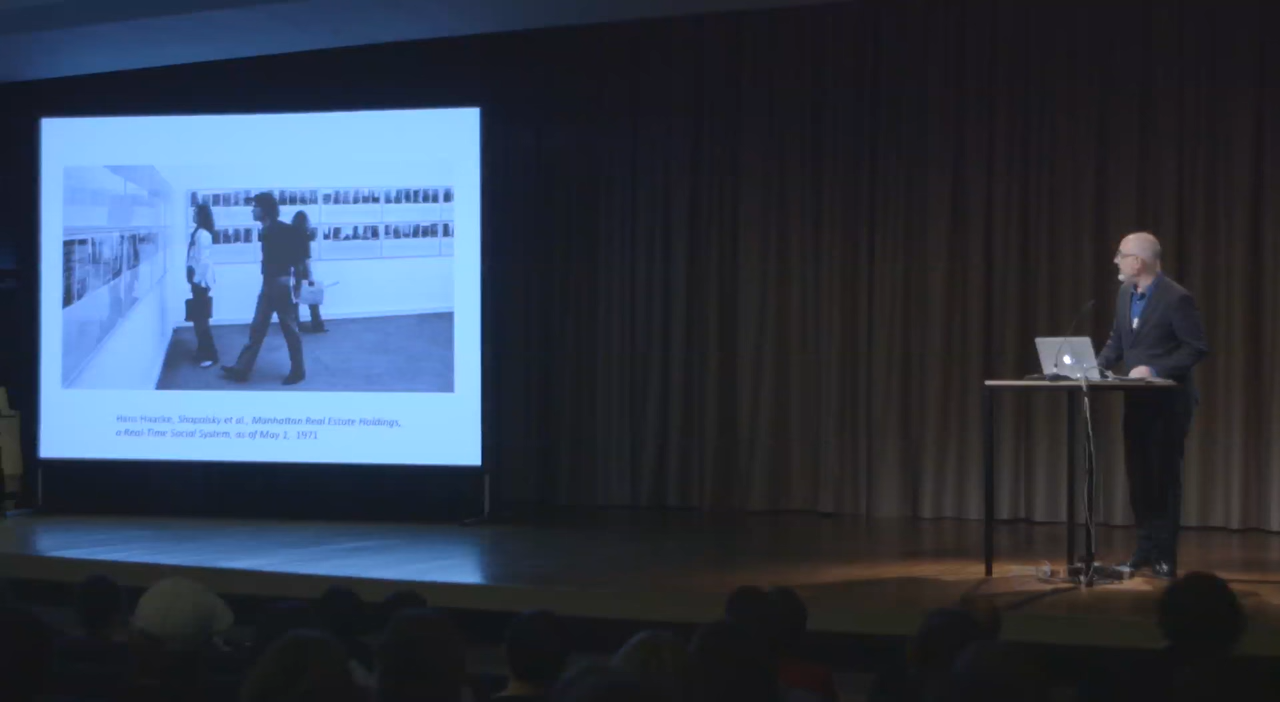 Hans Haacke, Shapolsky et al., Manhattan Real Estate Holdings,
a Real-Time Social System, as of May 1, 1971